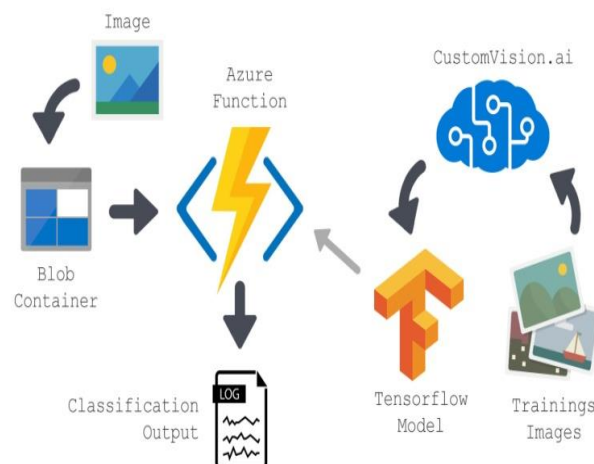 Image
Azure
Function
CustomVision.ai
Blob
Container
LOG
Classification
Output
Tensorflow
Model
Trainings
Images